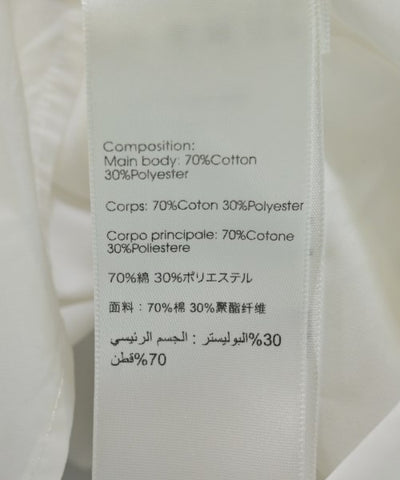 Composition:
Main body: 70%Cotton
30%Polyester
Corps: 70%Coton 30%Polyester
Corpo principale: 70%Cotone
30%Poliestere
70%綿 30%ポリエステル
面料：70%棉 30%聚酯纤维
الجسم الرئيسي : البوليستر%30
قطن%70